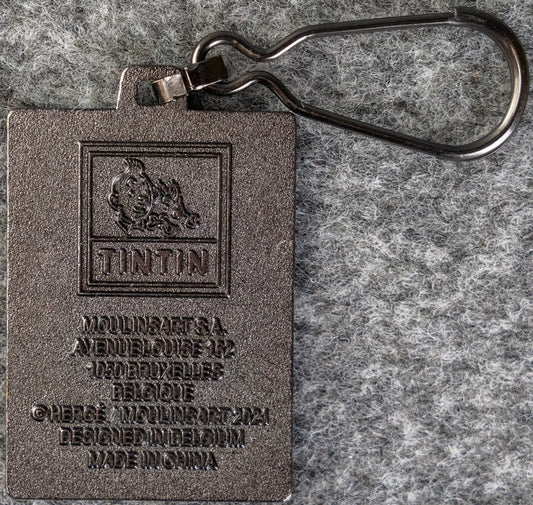 TINTIN
MOULINSART S.A.
AVENUE LOUISE 162
1050 BRUXELLES
BELGIQUE
© HERGÉ / MOULINSART 2024
DESIGNED IN BELGIUM
MADE IN CHINA